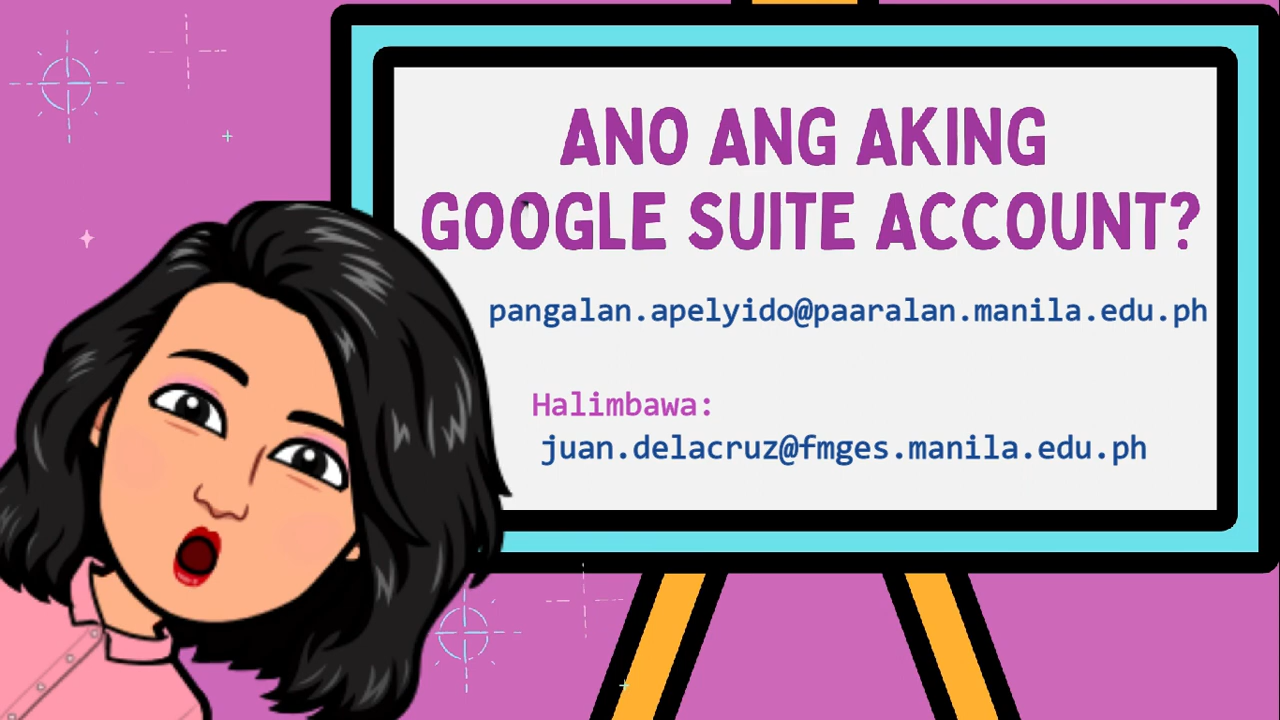 ANO ANG AKING
GOOGLE SUITE ACCOUNT?
pangalan.apelyido@paaralan.manila.edu.ph
Halimbawa:
juan.delacruz@fmges.manila.edu.ph